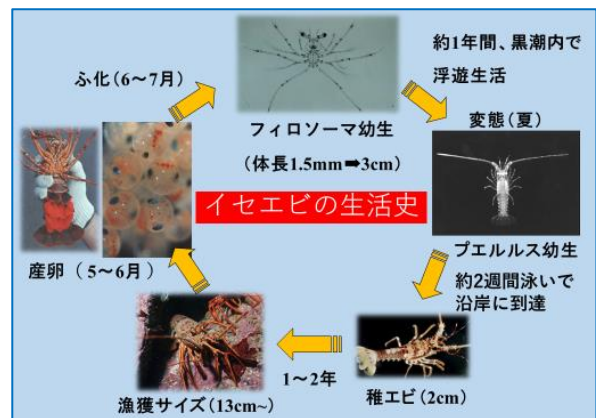 ふ化(6～7月)
フィロソーマ幼生
(体長1.5mm➡3cm)
約1年間、黒潮内で
浮遊生活
変態(夏)
イセエビの生活史
プエルルス幼生
約2週間泳いで
沿岸に到達
稚エビ(2cm)
1～2年
漁獲サイズ(13cm~)
産卵 (5～6月)